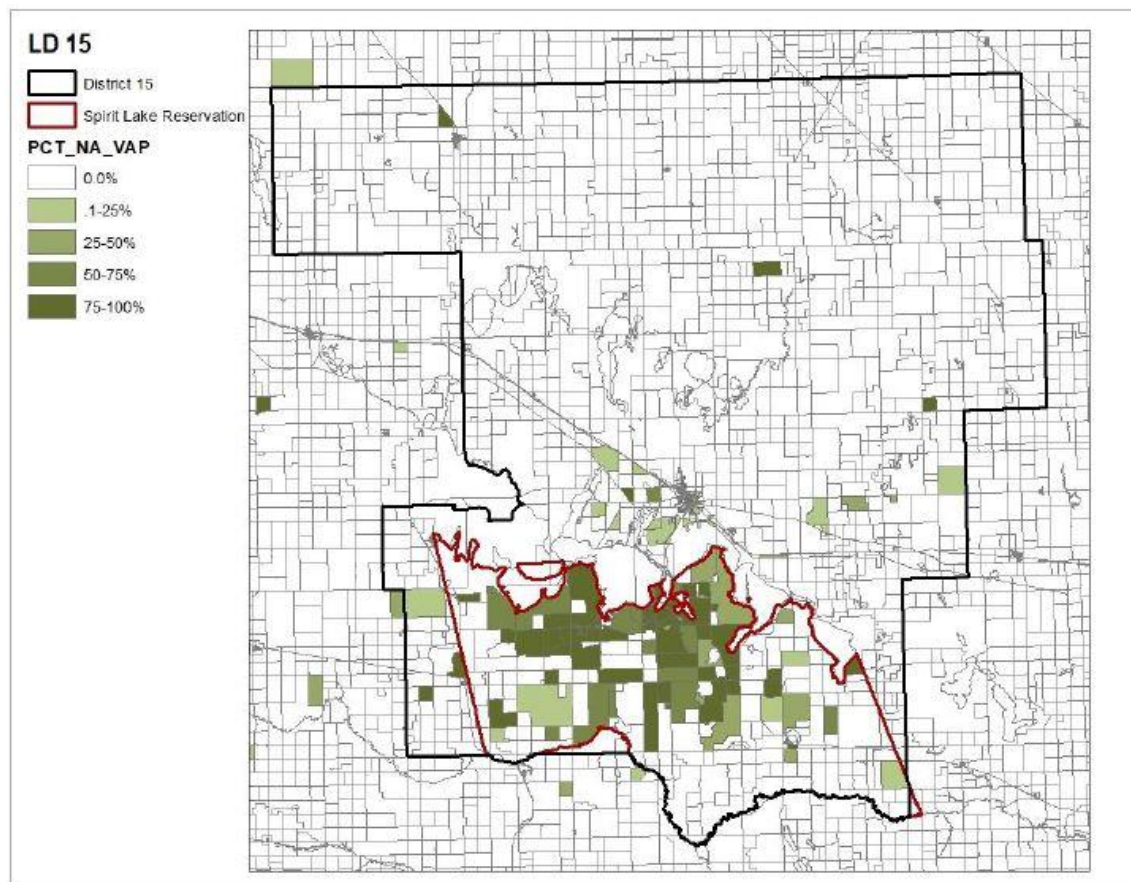 LD 15
District 15
Spirit Lake Reservation
PCT_NA_VAP
0.0%
.1-25%
25-50%
50-75%
75-100%